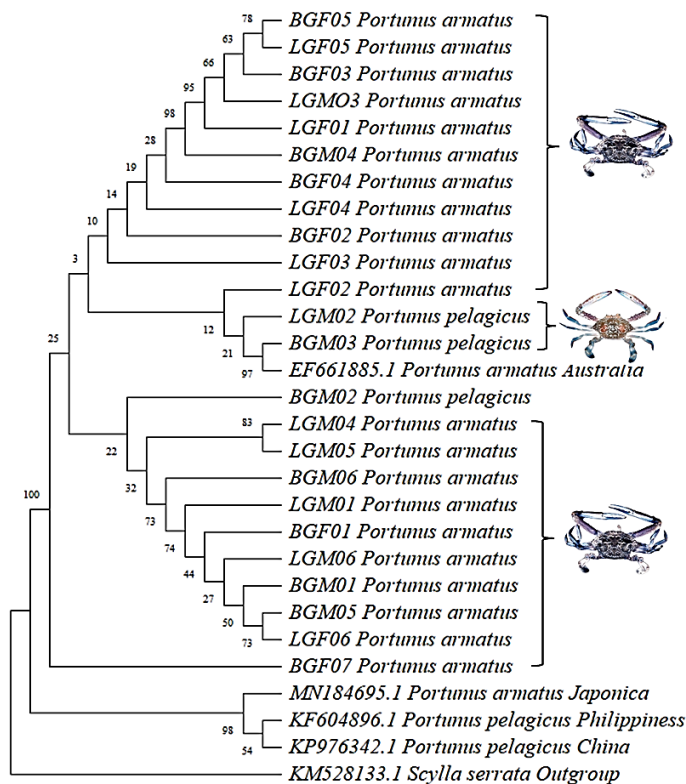 78 BGF05 Portunus armatus
63 LGF05 Portunus armatus
66 BGF03 Portunus armatus
95 LGMO3 Portunus armatus
98 LGF01 Portunus armatus
28 BGM04 Portunus armatus
19 BGF04 Portunus armatus
14 LGF04 Portunus armatus
10 BGF02 Portunus armatus
3 LGF03 Portunus armatus
LGF02 Portunus armatus
12 LGM02 Portunus pelagicus
21 BGM03 Portunus pelagicus
97 EF661885.1 Portunus armatus Australia
25
BGM02 Portunus pelagicus
83 LGM04 Portunus armatus
22 LGM05 Portunus armatus
32 BGM06 Portunus armatus
100 73 LGM01 Portunus armatus
74 BGF01 Portunus armatus
44 LGM06 Portunus armatus
27 BGM01 Portunus armatus
50 BGM05 Portunus armatus
73 LGF06 Portunus armatus
BGF07 Portunus armatus
MN184695.1 Portunus armatus Japonica
98 KF604896.1 Portunus pelagicus Philippiness
54 KP976342.1 Portunus pelagicus China
KM528133.1 Scylla serrata Outgroup